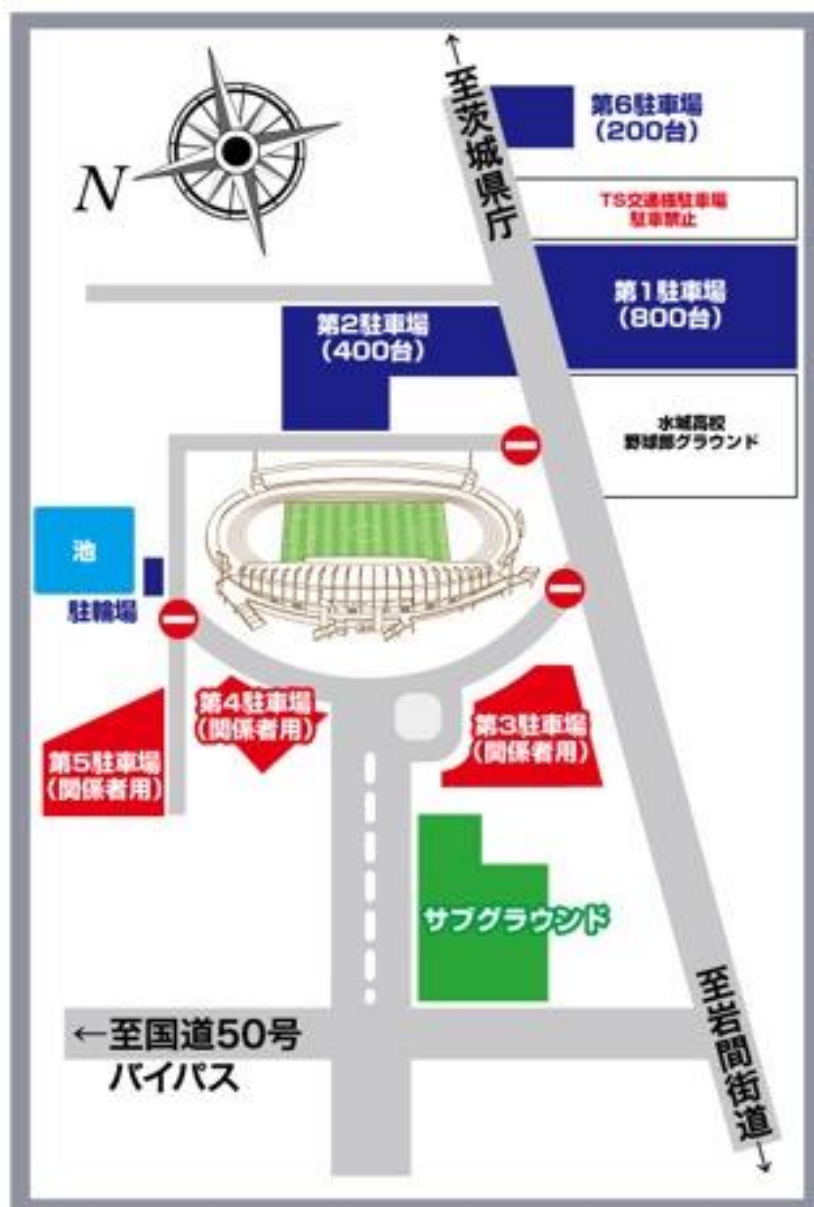 ↑
至茨城県庁
第6駐車場
(200台)
N
TS交通様駐車場
駐車禁止
第1駐車場
(800台)
第2駐車場
(400台)
水城高校
野球部グラウンド
池
駐輪場
第4駐車場
(関係者用)
第3駐車場
(関係者用)
第5駐車場
(関係者用)
サブグラウンド
←至国道50号
バイパス
至岩間街道
↓